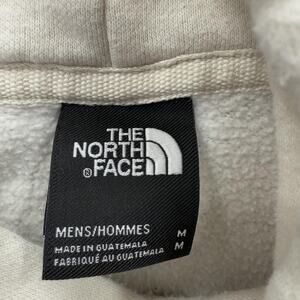 THE
NORTH
® FACE
MENS/HOMMES M
MADE IN GUATEMALA M
FABRIQUÉ AU GUATEMALA